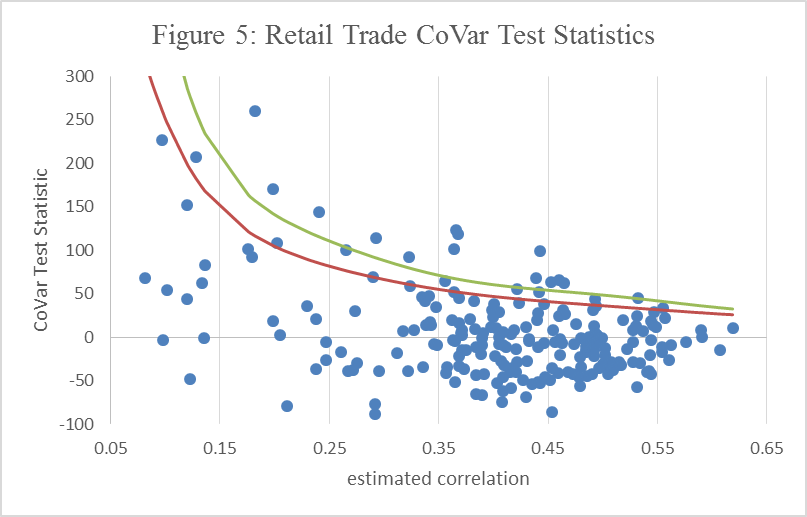 Figure 5: Retail Trade CoVar Test Statistics
CoVar Test Statistic
300
250
200
150
100
50
0
-50
-100
0.05 0.15 0.25 0.35 0.45 0.55 0.65
estimated correlation